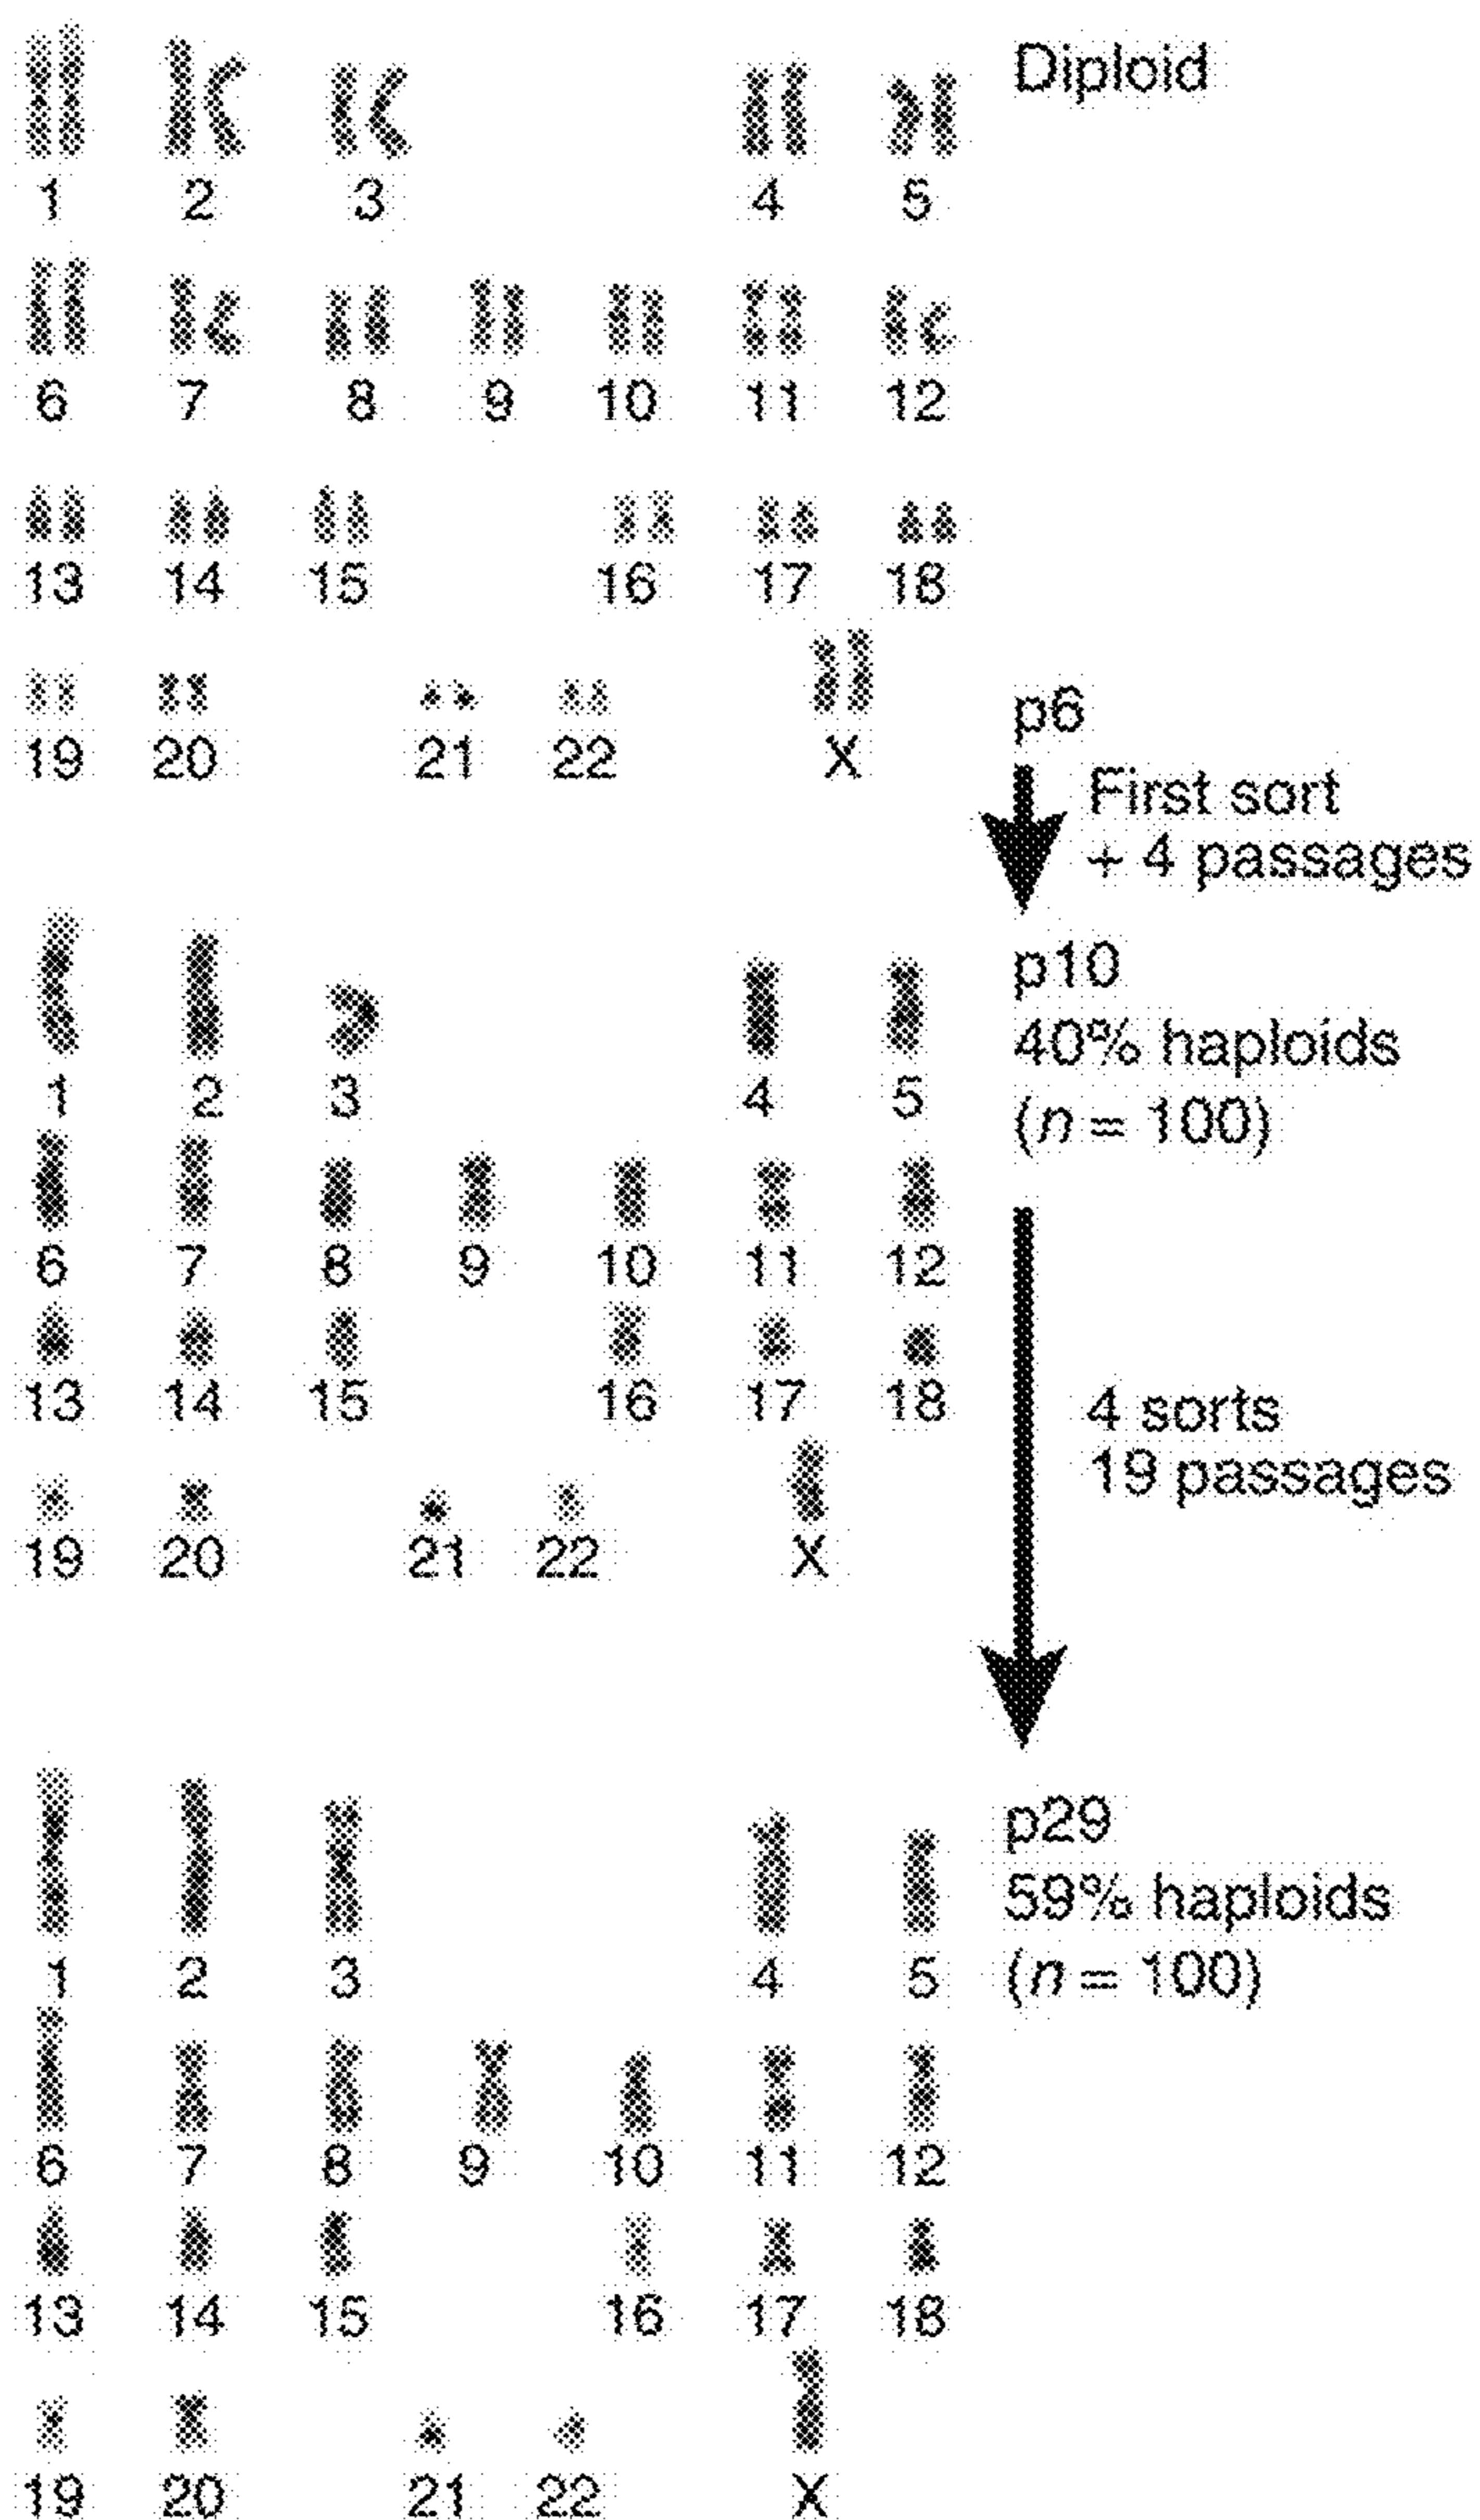 Diploid
1 2 3 4 5
6 7 8 9 10 11 12
13 14 15 16 17 18
19 20 21 22 X
p6
First sort
+ 4 passages
p10
40% haploids
(n = 100)
1 2 3 4 5
6 7 8 9 10 11 12
13 14 15 16 17 18
19 20 21 22 X
4 sorts
19 passages
p29
59% haploids
(n = 100)
1 2 3 4 5
6 7 8 9 10 11 12
13 14 15 16 17 18
19 20 21 22 X